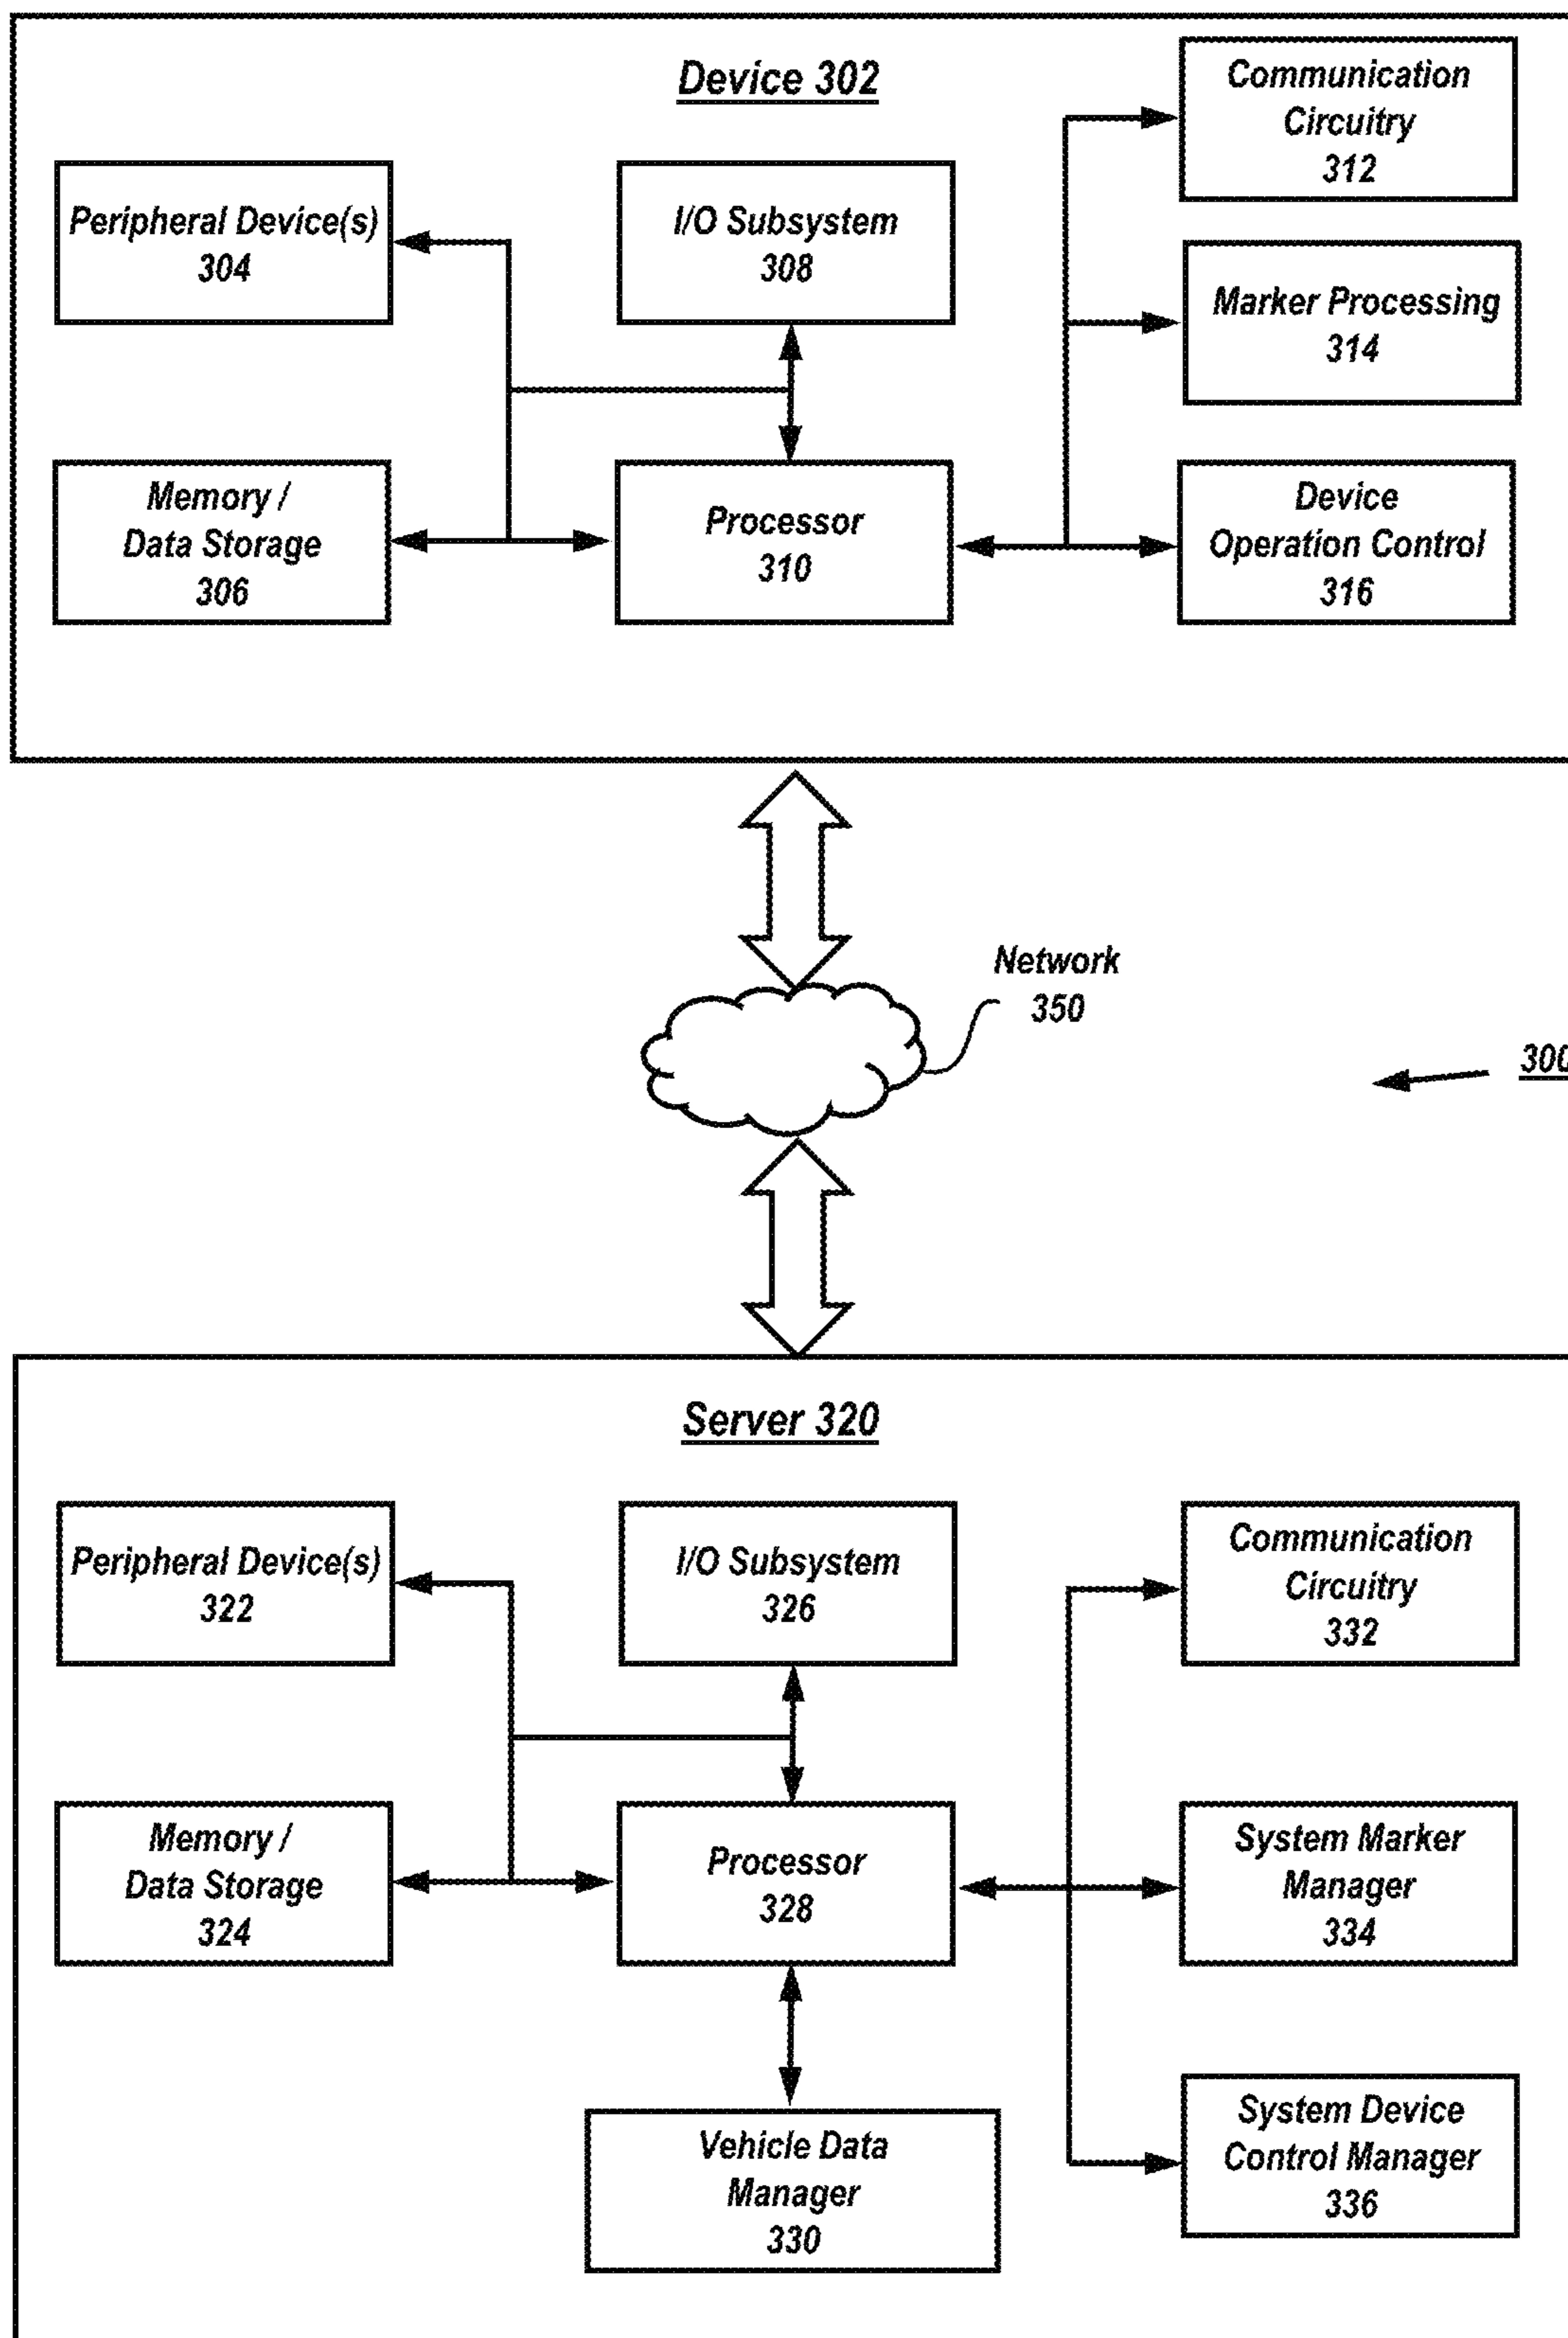 Device 302
Peripheral Device(s)
304
I/O Subsystem
308
Communication
Circuitry
312
Marker Processing
314
Memory /
Data Storage
306
Processor
310
Device
Operation Control
316
Network
350
300
Server 320
Peripheral Device(s)
322
I/O Subsystem
326
Communication
Circuitry
332
Memory /
Data Storage
324
Processor
328
System Marker
Manager
334
Vehicle Data
Manager
330
System Device
Control Manager
336